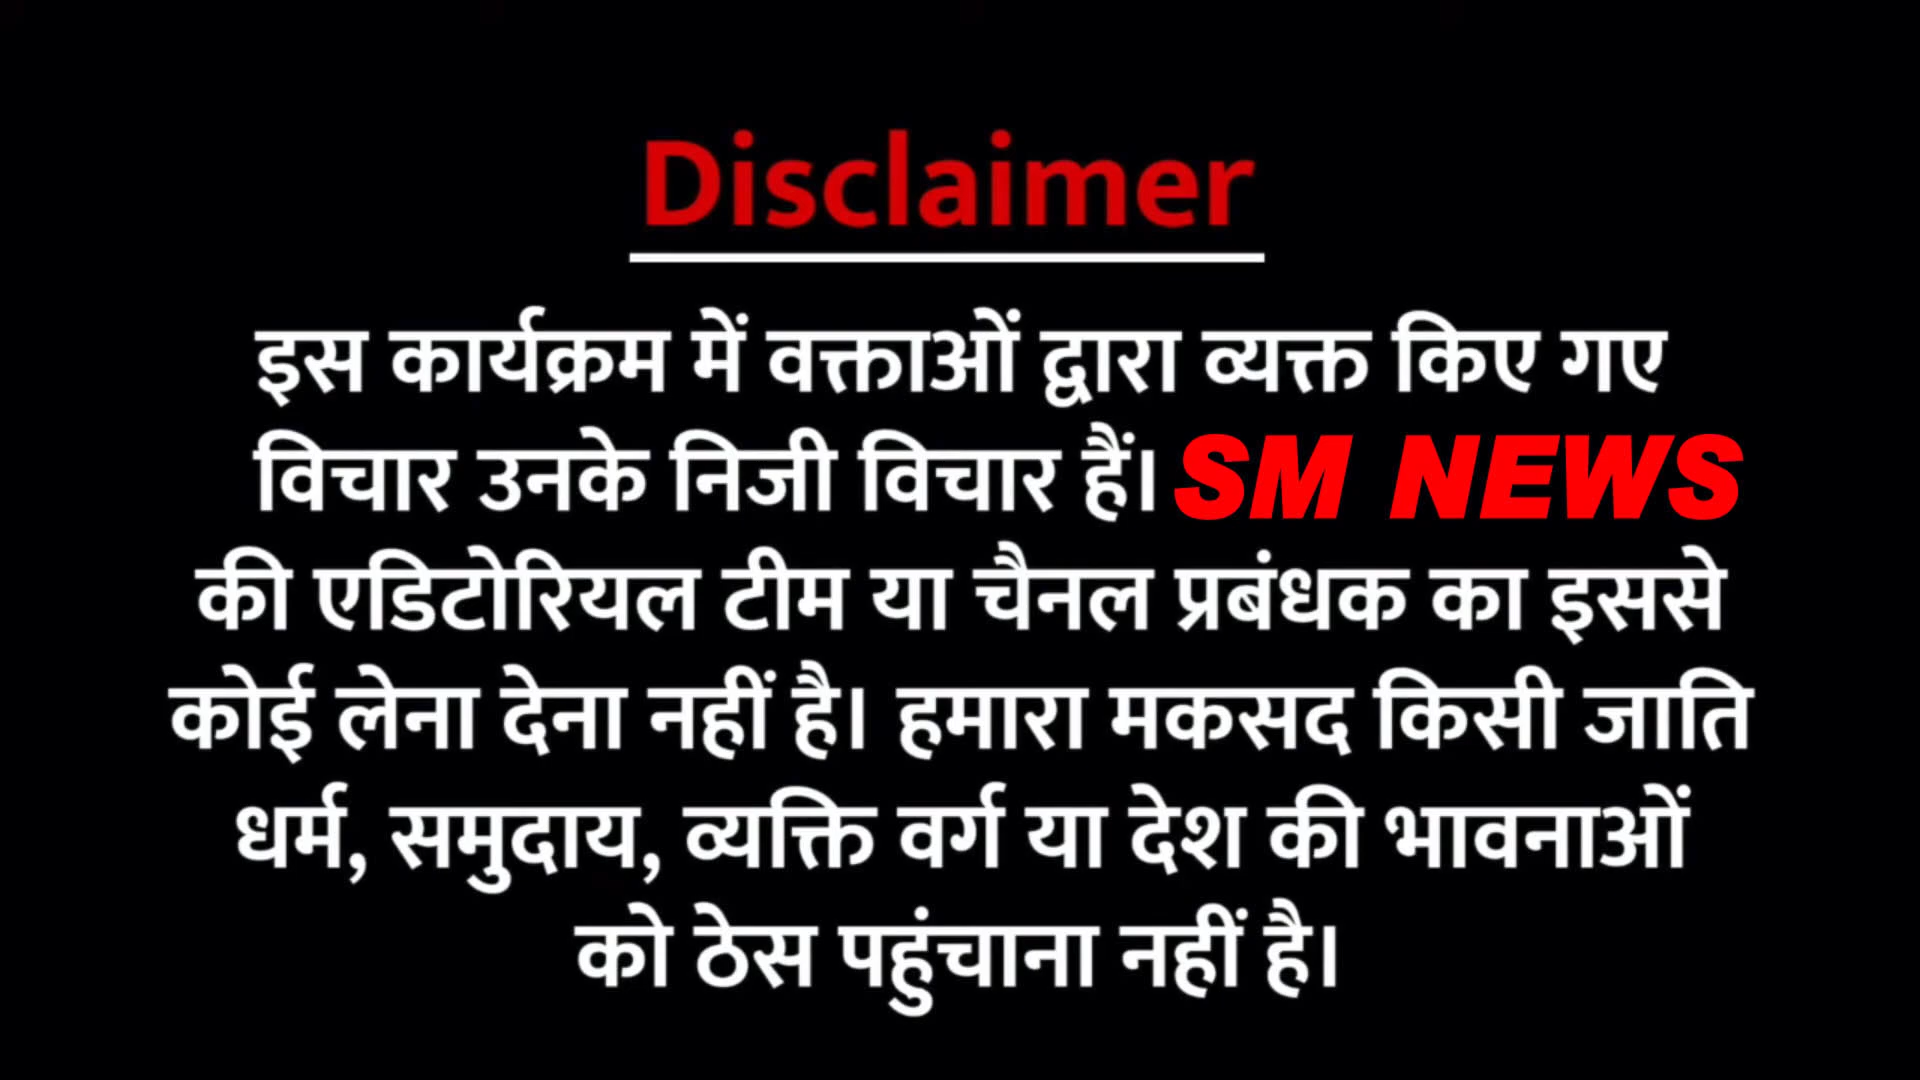 Disclaimer
इस कार्यक्रम में वक्ताओं द्वारा व्यक्त किए गए
विचार उनके निजी विचार हैं। SM NEWS
की एडिटोरियल टीम या चैनल प्रबंधक का इससे
कोई लेना देना नहीं है। हमारा मकसद किसी जाति
धर्म, समुदाय, व्यक्ति वर्ग या देश की भावनाओं
को ठेस पहुंचाना नहीं है।